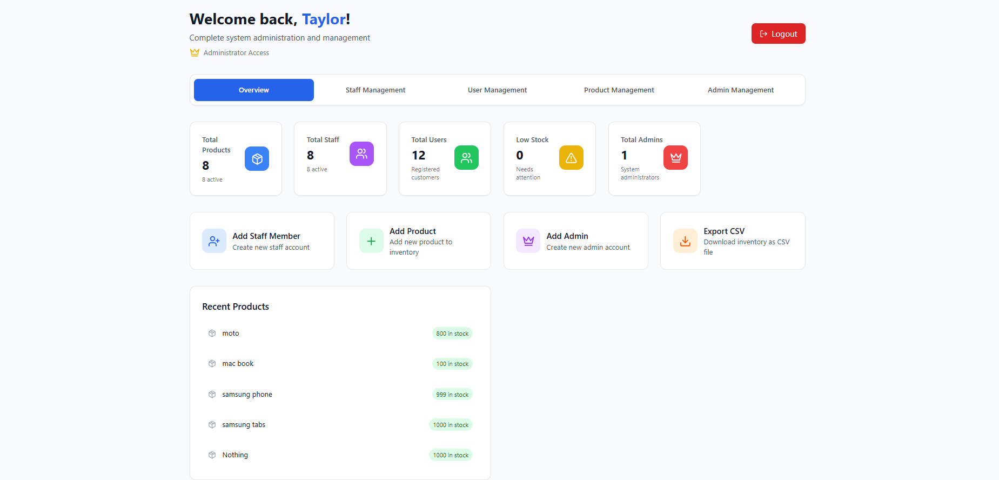 Welcome back, Taylor!
Complete system administration and management
Administrator Access
Logout
Overview
Staff Management
User Management
Product Management
Admin Management
Total
Products
8
8 active
Total Staff
8
8 active
Total Users
12
Registered
customers
Low Stock
0
Needs
attention
Total Admins
1
System
administrators
Add Staff Member
Create new staff account
Add Product
Add new product to
inventory
Add Admin
Create new admin account
Export CSV
Download inventory as CSV
file
Recent Products
moto
800 in stock
mac book
100 in stock
samsung phone
999 in stock
samsung tabs
1000 in stock
Nothing
1000 in stock